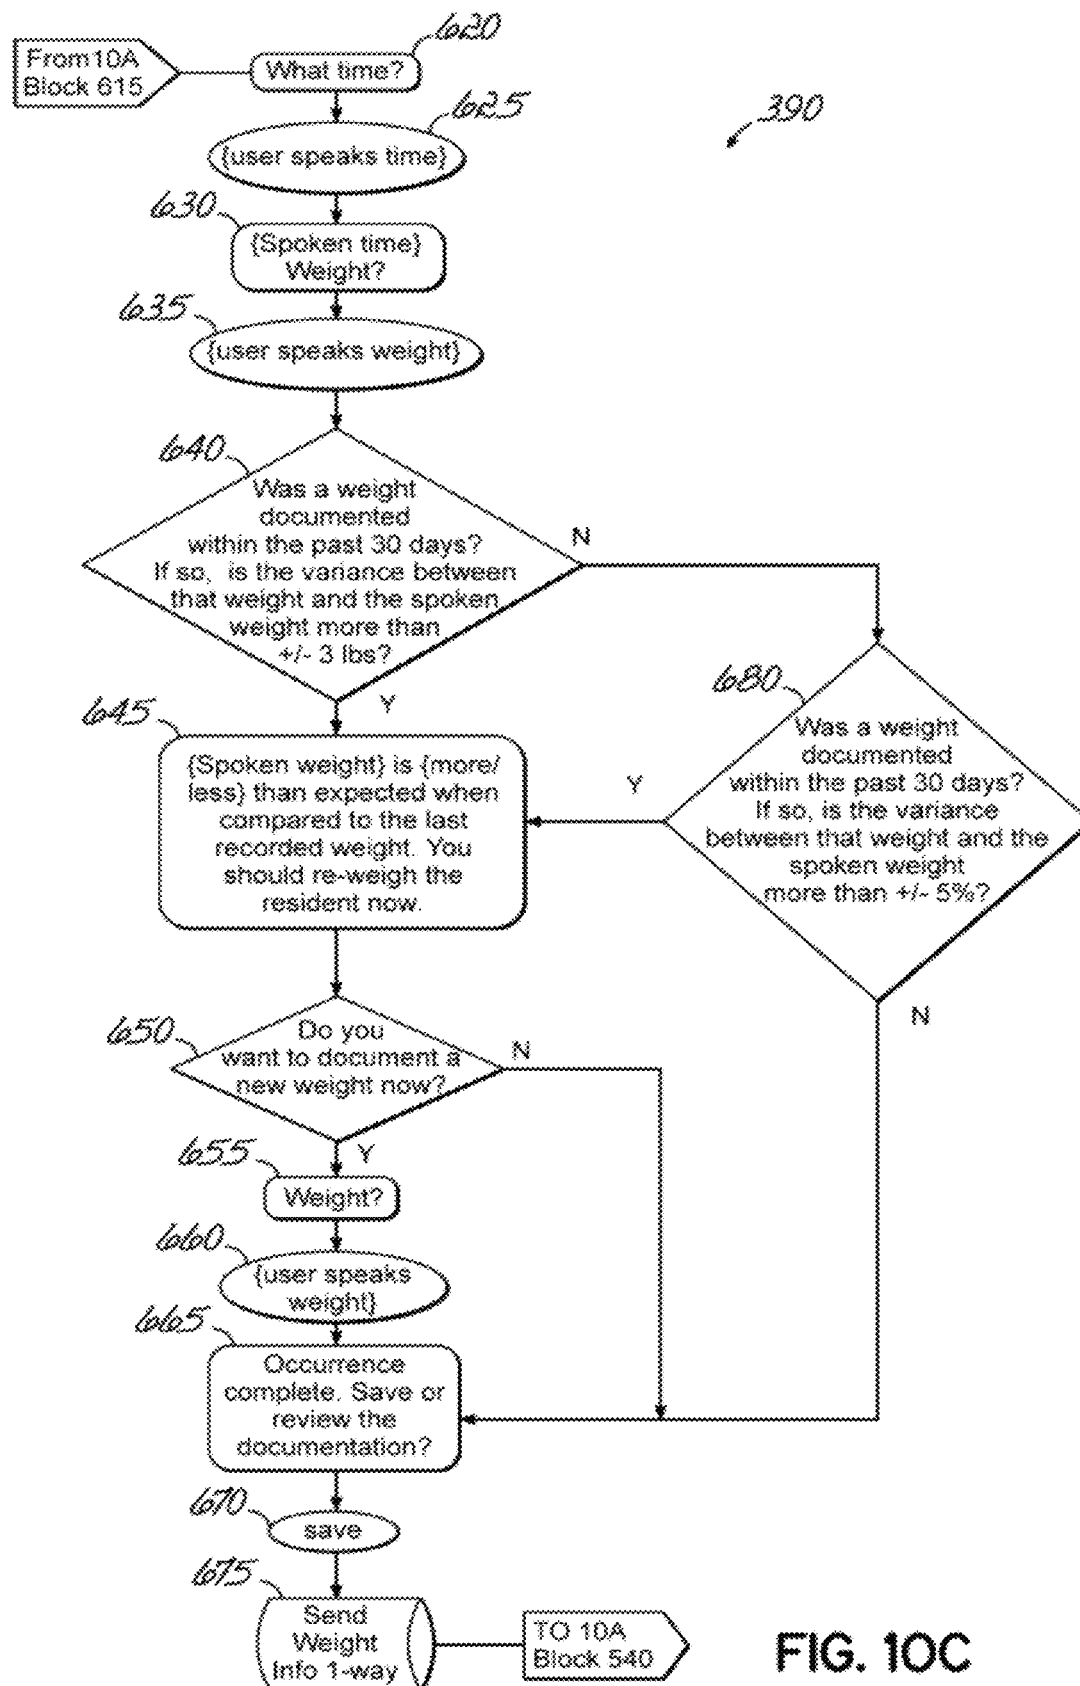 620
From10A
Block 615
What time?
625
390
{user speaks time}
630
{Spoken time}
Weight?
635
{user speaks weight}
640
Was a weight
documented
within the past 30 days?
If so, is the variance between
that weight and the spoken
weight more than
+/- 3 lbs?
N
Y
680
Was a weight
documented
within the past 30 days?
If so, is the variance
between that weight and the
spoken weight
more than +/- 5%?
Y
N
645
{Spoken weight} is {more/
less} than expected when
compared to the last
recorded weight. You
should re-weigh the
resident now.
650
Do you
want to document a
new weight now?
N
Y
655
Weight?
660
{user speaks
weight}
665
Occurrence
complete. Save or
review the
documentation?
670
save
675
Send
Weight
Info 1-way
TO 10A
Block 540
FIG. 10C